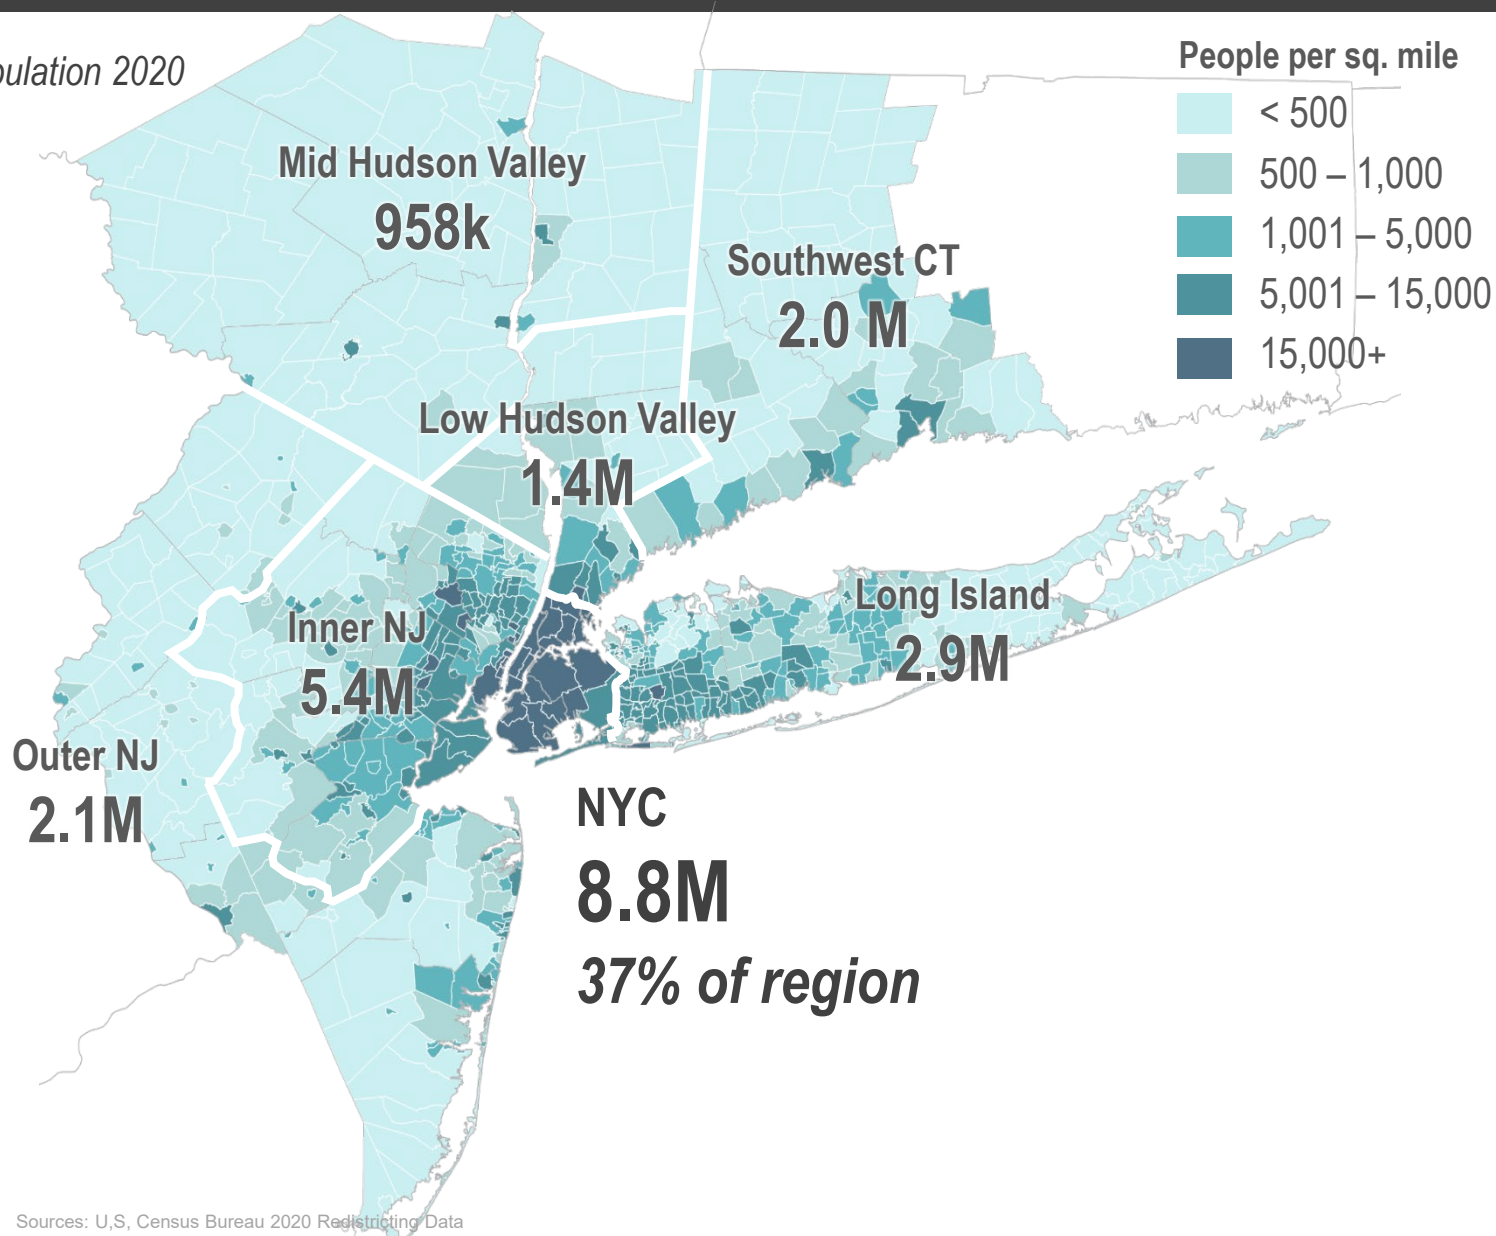 pulation 2020
People per sq. mile
< 500
500 – 1,000
1,001 – 5,000
5,001 – 15,000
15,000+
Mid Hudson Valley
958k
Southwest CT
2.0 M
Low Hudson Valley
1.4M
Long Island
2.9M
Inner NJ
5.4M
Outer NJ
2.1M
NYC
8.8M
37% of region
Sources: U,S, Census Bureau 2020 Redistricting Data